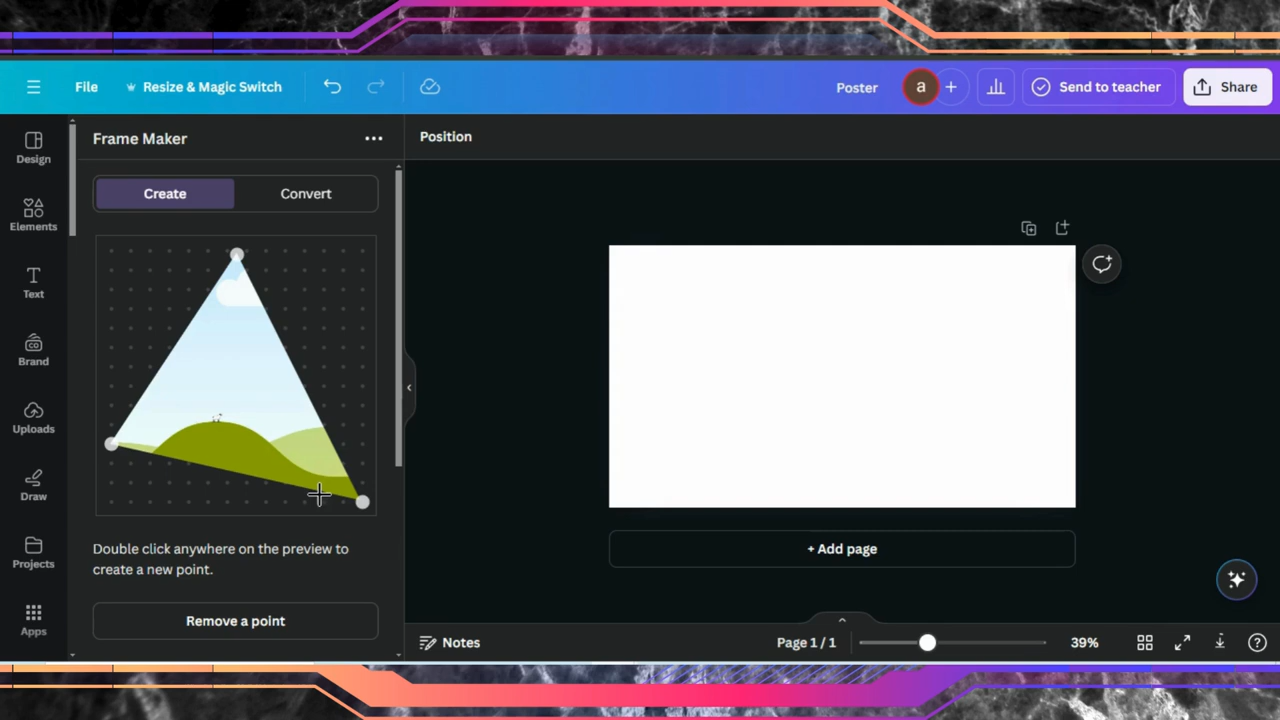 File
Resize & Magic Switch
Poster
a
Send to teacher
Share
Design
Elements
Text
Brand
CO
Uploads
Draw
Projects
Apps
Frame Maker
Create
Convert
Double click anywhere on the preview to
create a new point.
Remove a point
Position
+ Add page
Notes
Page 1 / 1
39%